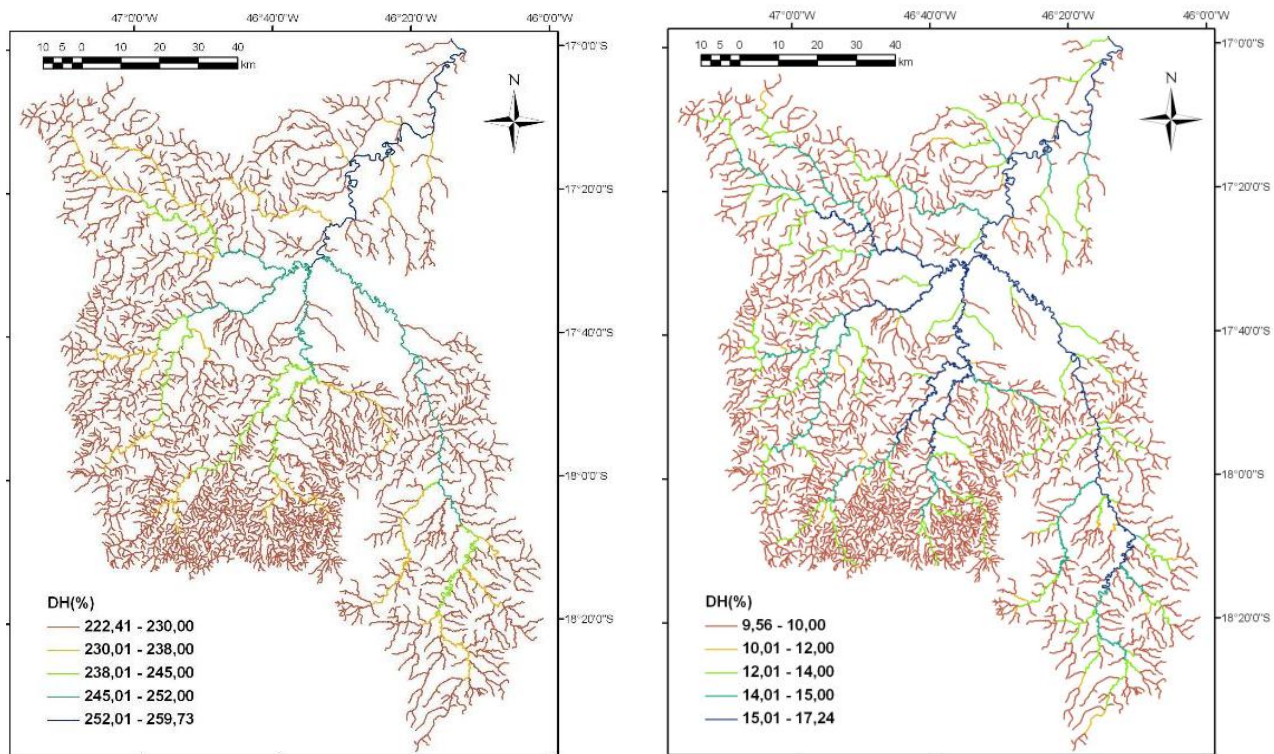 47°0'0"W 46°40'0"W 46°20'0"W 46°0'0"W
10 5 0 10 20 30 40
km
N
17°0'0"S
17°20'0"S
17°40'0"S
18°0'0"S
18°20'0"S
DH(%)
222,41 - 230,00
230,01 - 238,00
238,01 - 245,00
245,01 - 252,00
252,01 - 259,73
47°0'0"W 46°40'0"W 46°20'0"W 46°0'0"W
10 5 0 10 20 30 40
km
N
17°0'0"S
17°20'0"S
17°40'0"S
18°0'0"S
18°20'0"S
DH(%)
9,56 - 10,00
10,01 - 12,00
12,01 - 14,00
14,01 - 15,00
15,01 - 17,24